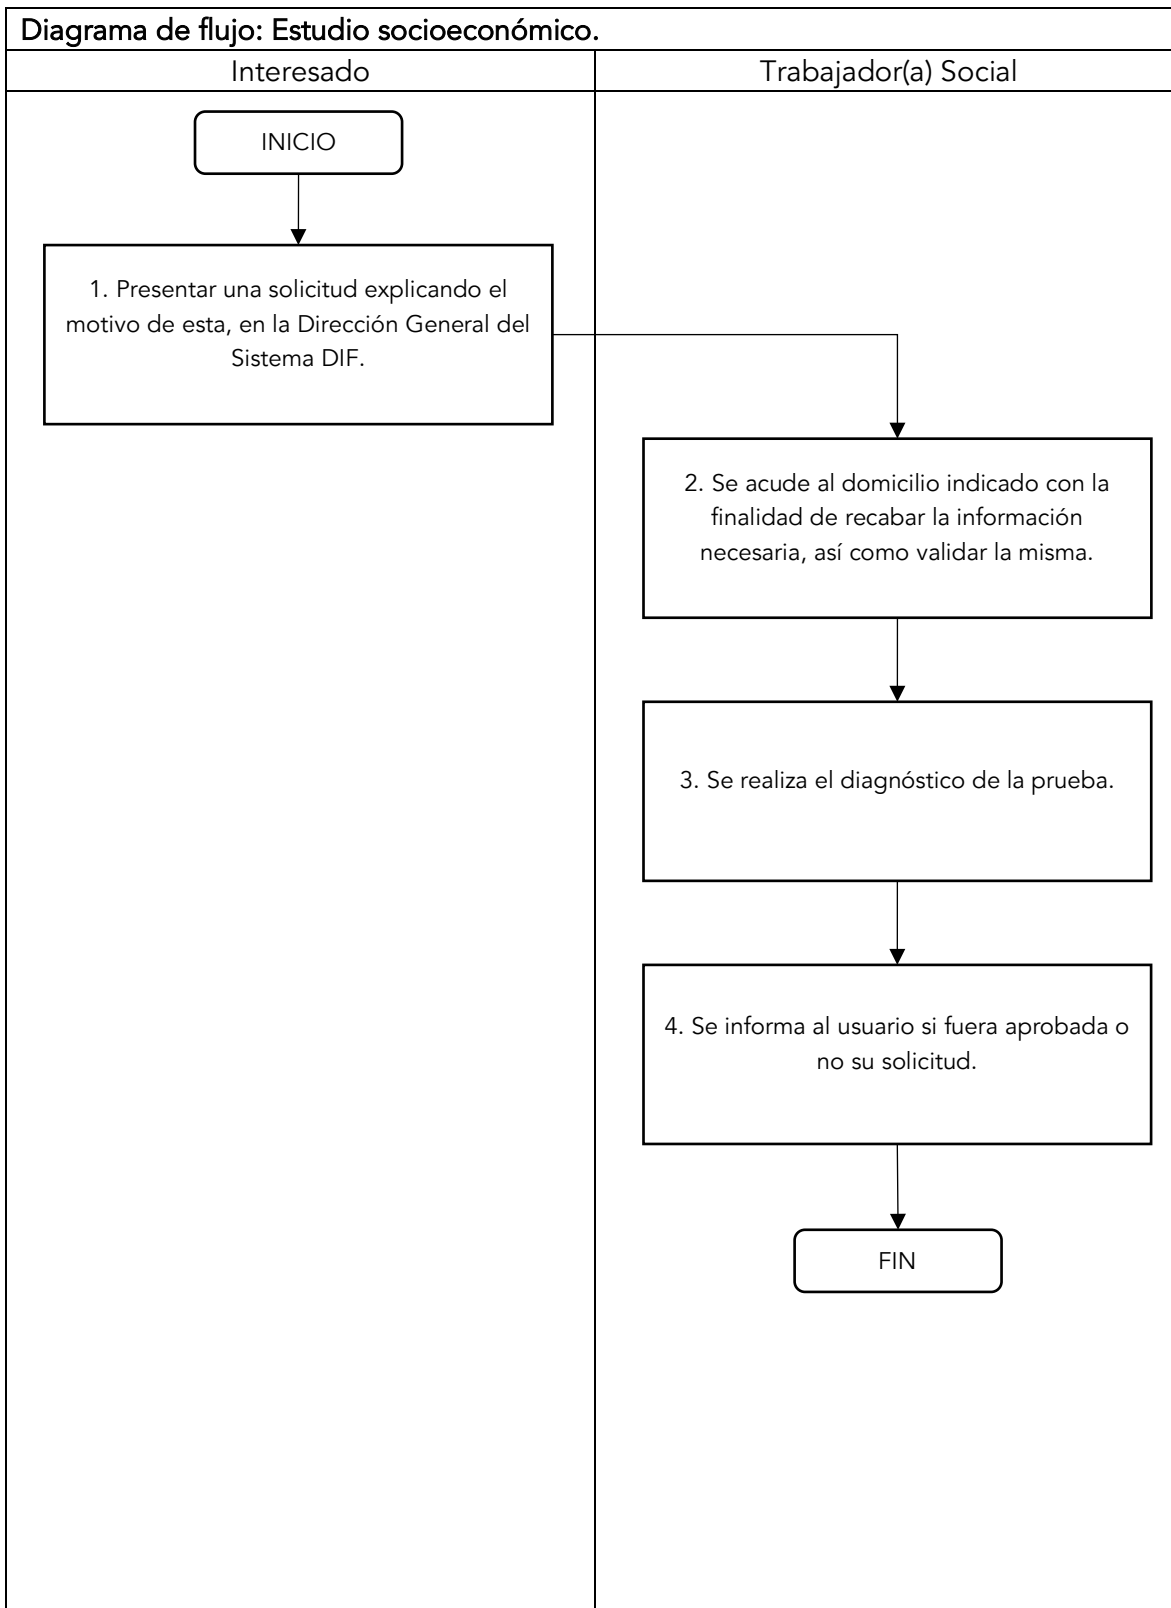 Diagrama de flujo: Estudio socioeconómico.
Interesado
Trabajador(a) Social
INICIO
1. Presentar una solicitud explicando el
motivo de esta, en la Dirección General del
Sistema DIF.
2. Se acude al domicilio indicado con la
finalidad de recabar la información
necesaria, así como validar la misma.
3. Se realiza el diagnóstico de la prueba.
4. Se informa al usuario si fuera aprobada o
no su solicitud.
FIN